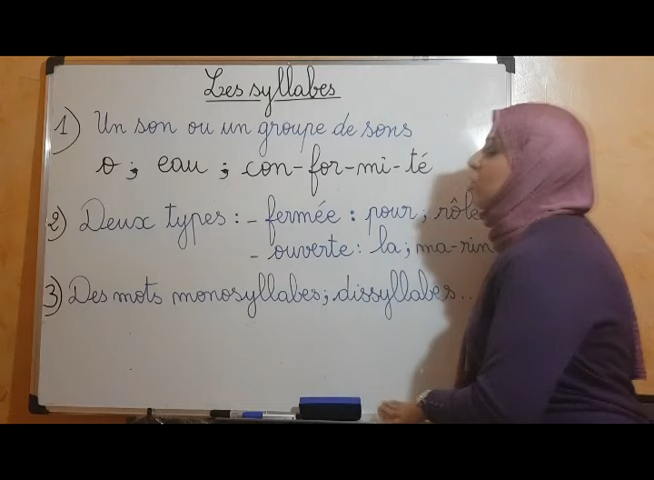 Les syllabes
1) Un son ou un groupe de sons
o ; eau ; con-for-mi-té
2) Deux types : - fermée : pour ; rôle
- ouverte : la ; ma-rin
3) Des mots monosyllabes ; dissyllabes ..